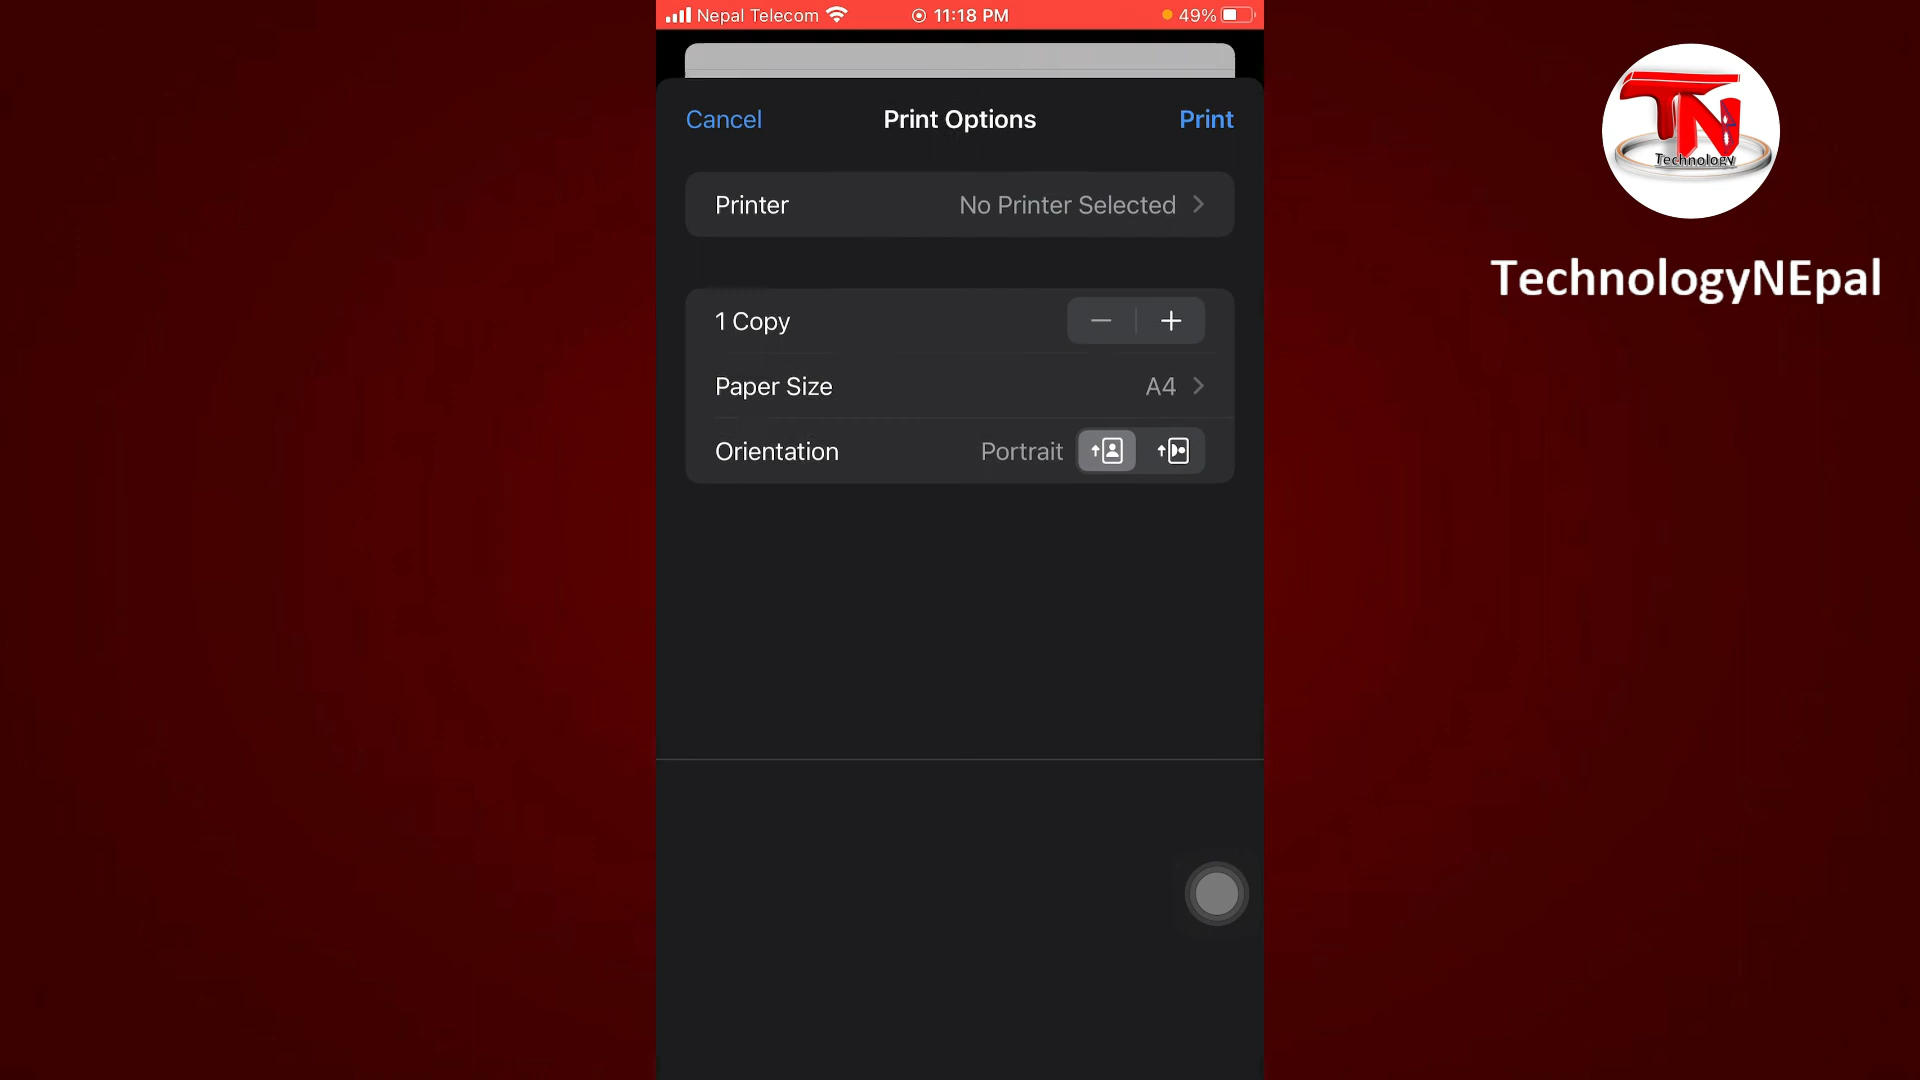 Nepal Telecom 11:18 PM 49%
Cancel Print Options Print
Printer No Printer Selected
1 Copy
Paper Size A4
Orientation Portrait
TN
Technology
TechnologyNEpal